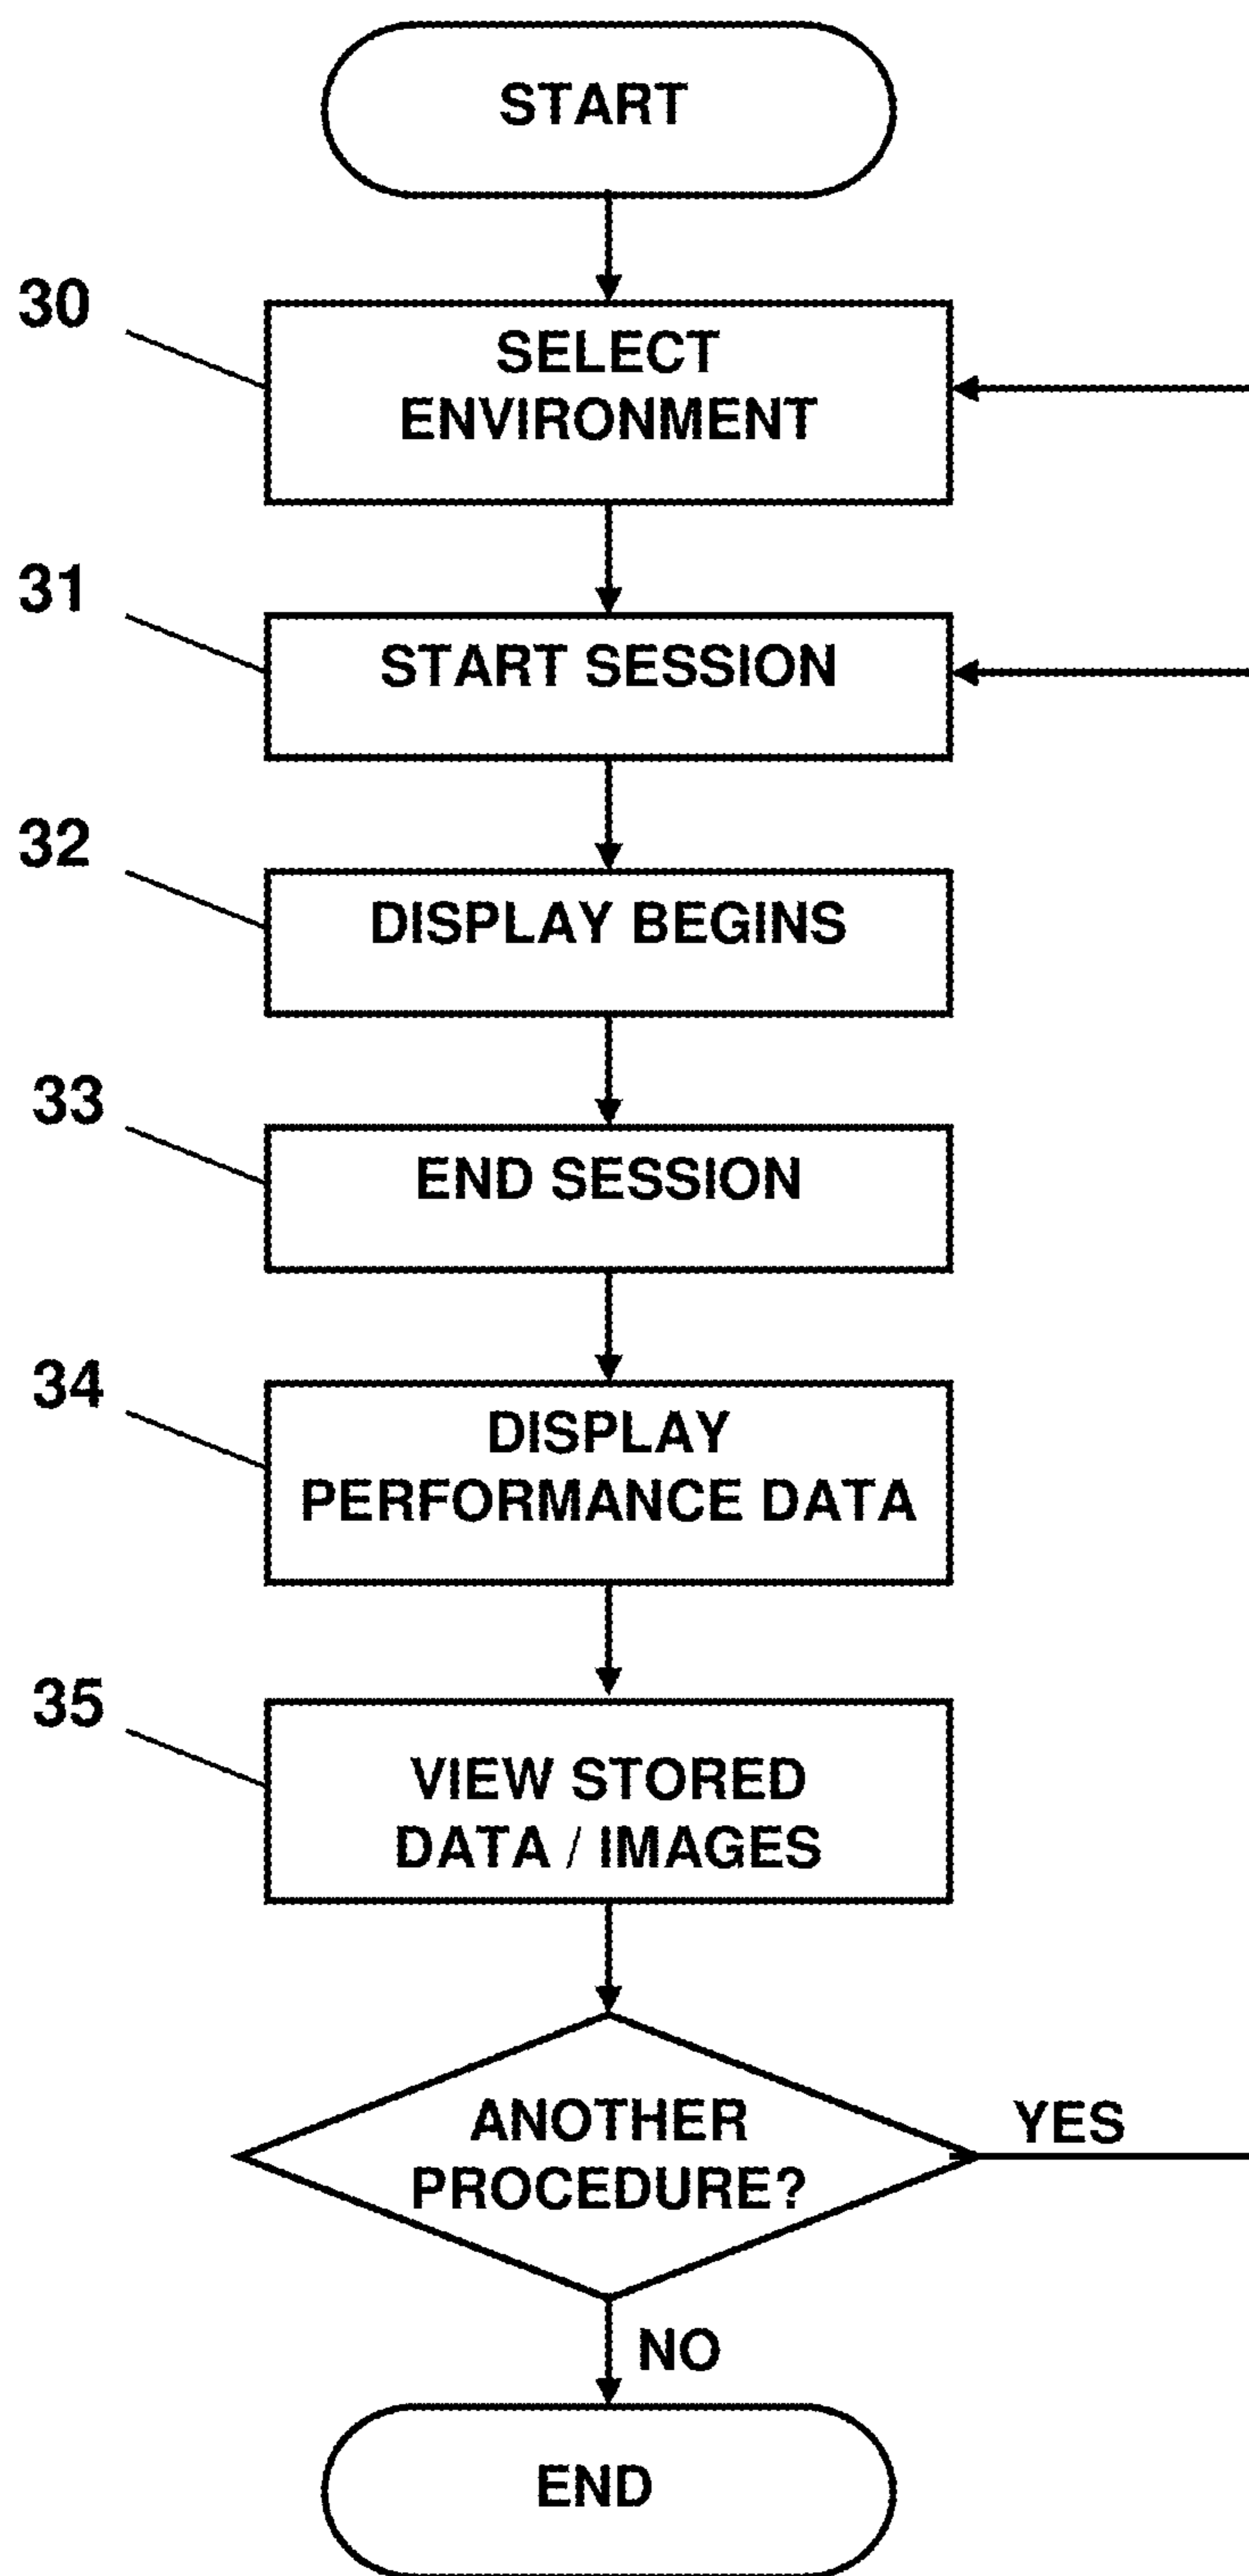 START
30
SELECT
ENVIRONMENT
31
START SESSION
32
DISPLAY BEGINS
33
END SESSION
34
DISPLAY
PERFORMANCE DATA
35
VIEW STORED
DATA / IMAGES
ANOTHER
PROCEDURE?
YES
NO
END